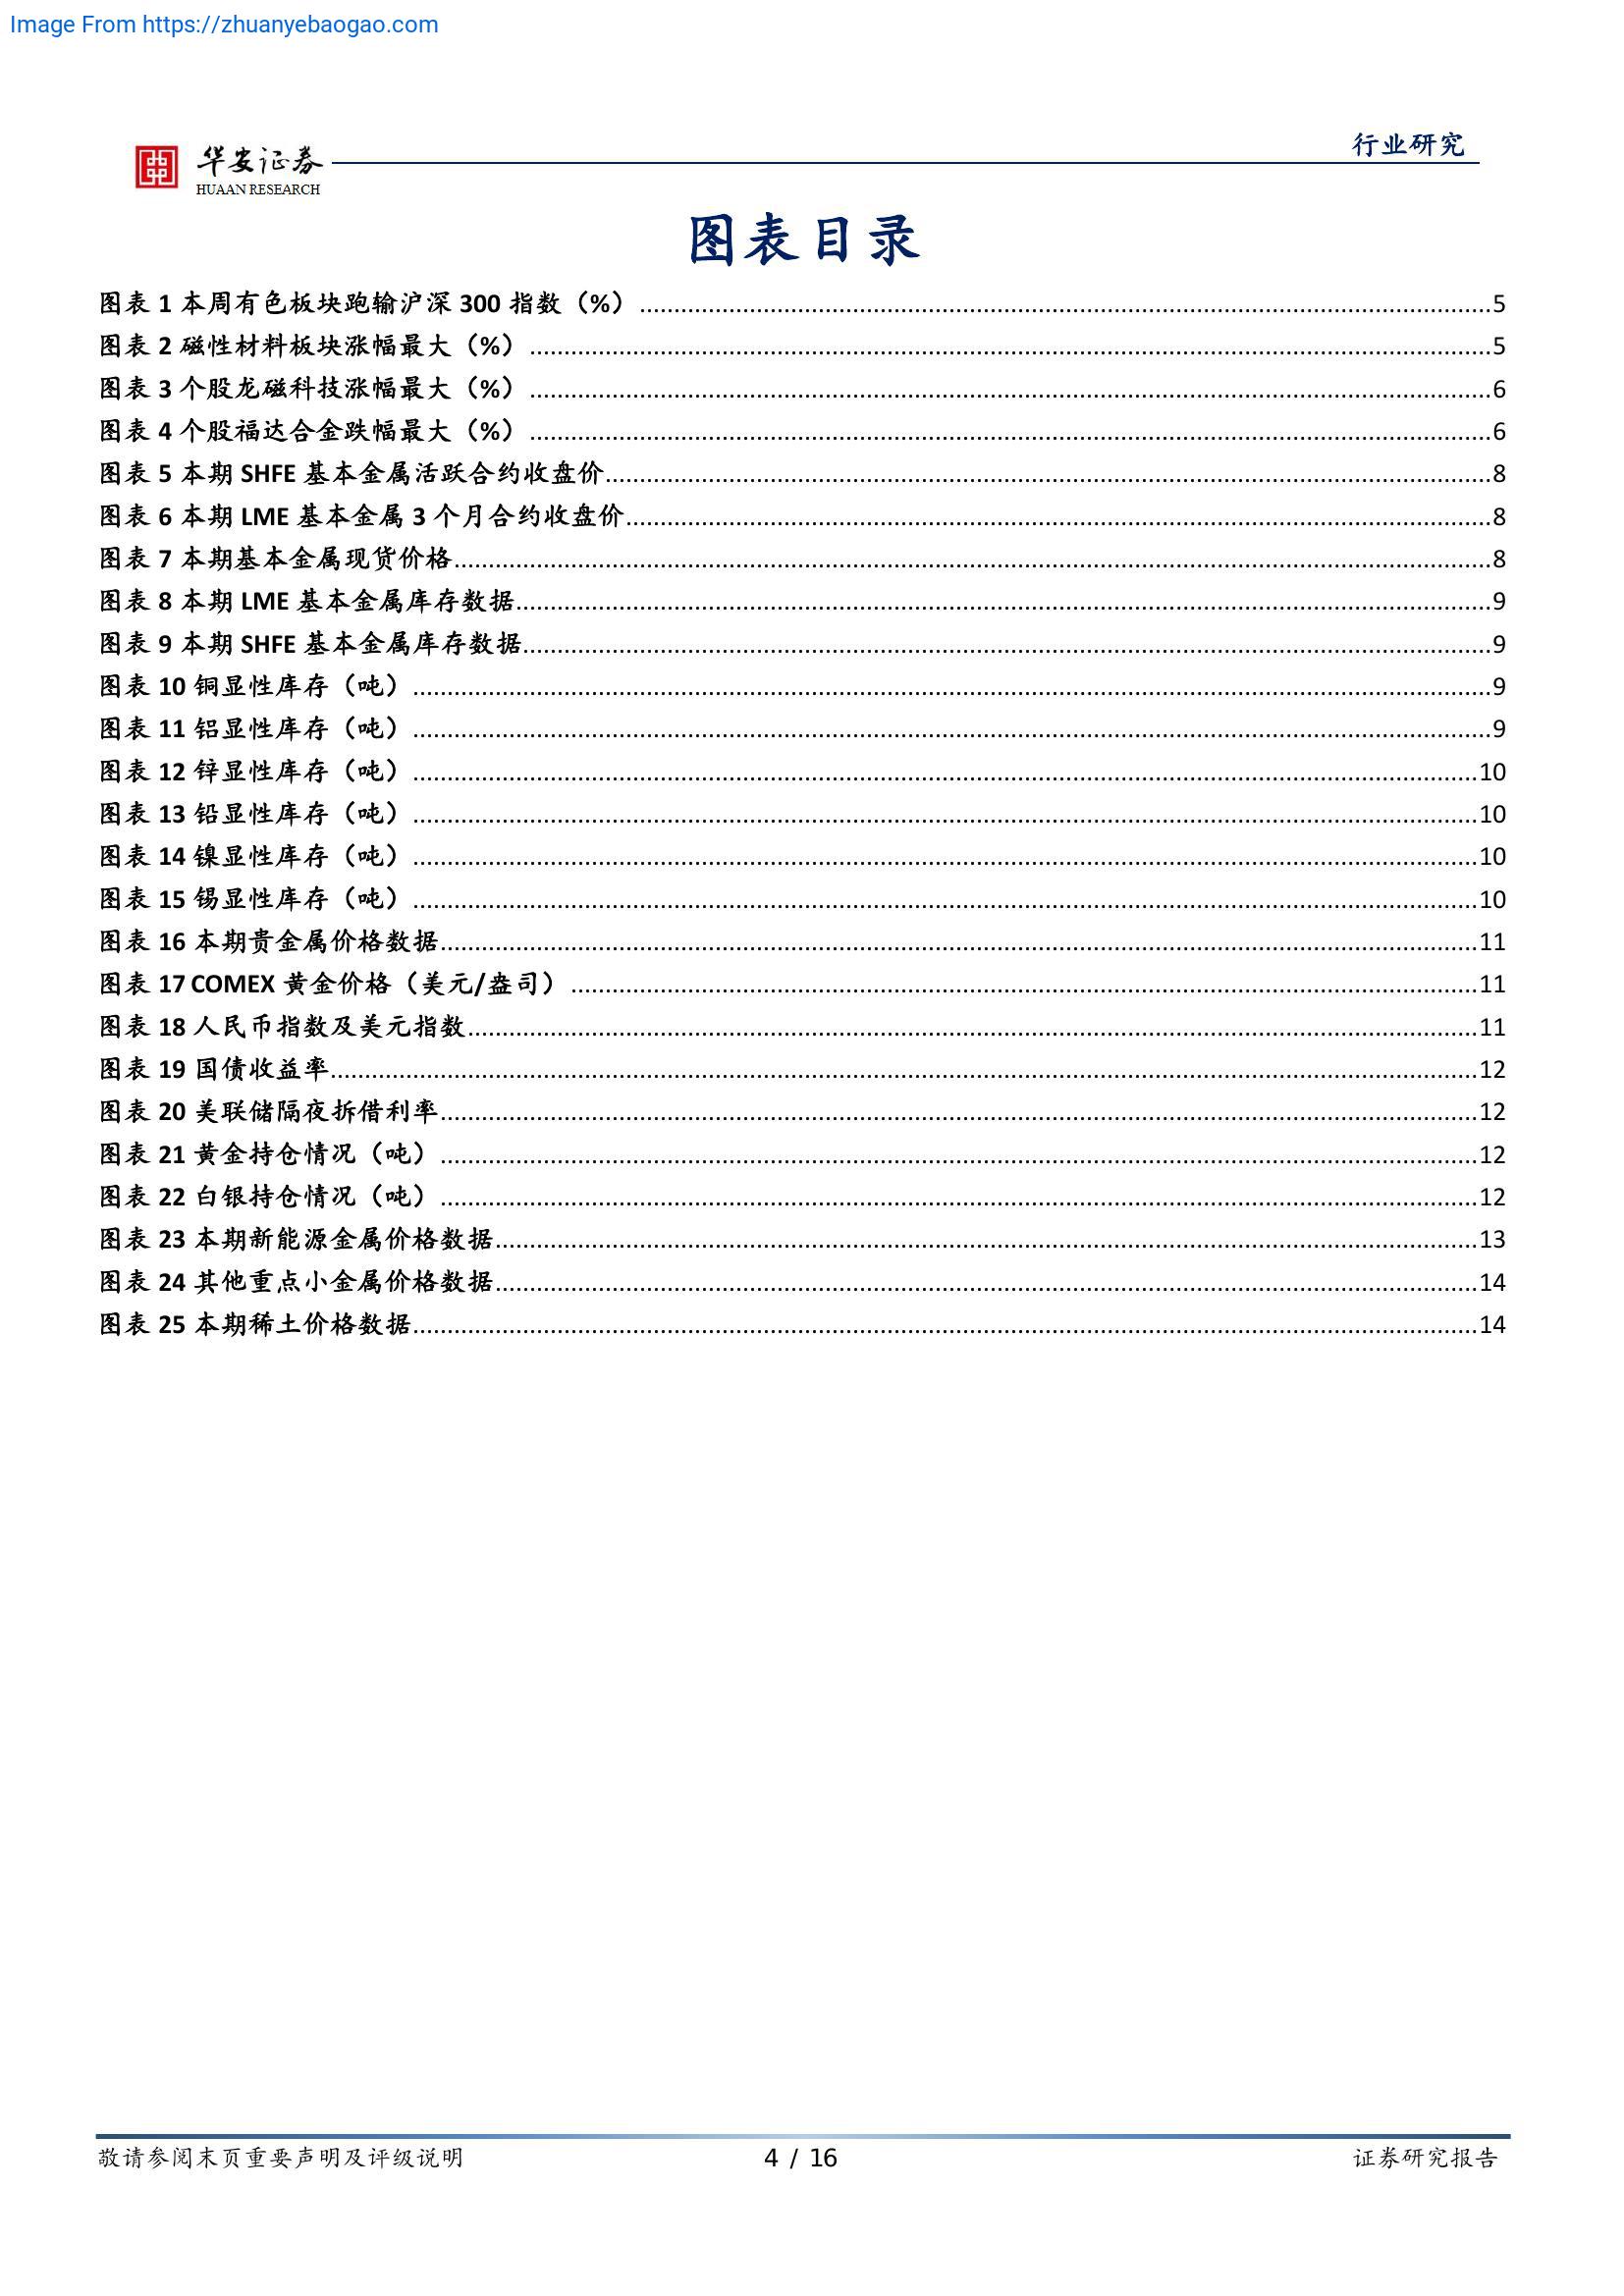 Image From https://zhuanyebaogao.com
华安证券
HUAAN RESEARCH
行业研究
图表目录
图表 1 本周有色板块跑输沪深 300 指数（%）......5
图表 2 磁性材料板块涨幅最大（%）......5
图表 3 个股龙磁科技涨幅最大（%）......6
图表 4 个股福达合金跌幅最大（%）......6
图表 5 本期 SHFE 基本金属活跃合约收盘价......8
图表 6 本期 LME 基本金属 3 个月合约收盘价......8
图表 7 本期基本金属现货价格......8
图表 8 本期 LME 基本金属库存数据......9
图表 9 本期 SHFE 基本金属库存数据......9
图表 10 铜显性库存（吨）......9
图表 11 铝显性库存（吨）......9
图表 12 锌显性库存（吨）......10
图表 13 铅显性库存（吨）......10
图表 14 镍显性库存（吨）......10
图表 15 锡显性库存（吨）......10
图表 16 本期贵金属价格数据......11
图表 17 COMEX 黄金价格（美元/盎司）......11
图表 18 人民币指数及美元指数......11
图表 19 国债收益率......12
图表 20 美联储隔夜拆借利率......12
图表 21 黄金持仓情况（吨）......12
图表 22 白银持仓情况（吨）......12
图表 23 本期新能源金属价格数据......13
图表 24 其他重点小金属价格数据......14
图表 25 本期稀土价格数据......14
敬请参阅末页重要声明及评级说明
4 / 16
证券研究报告